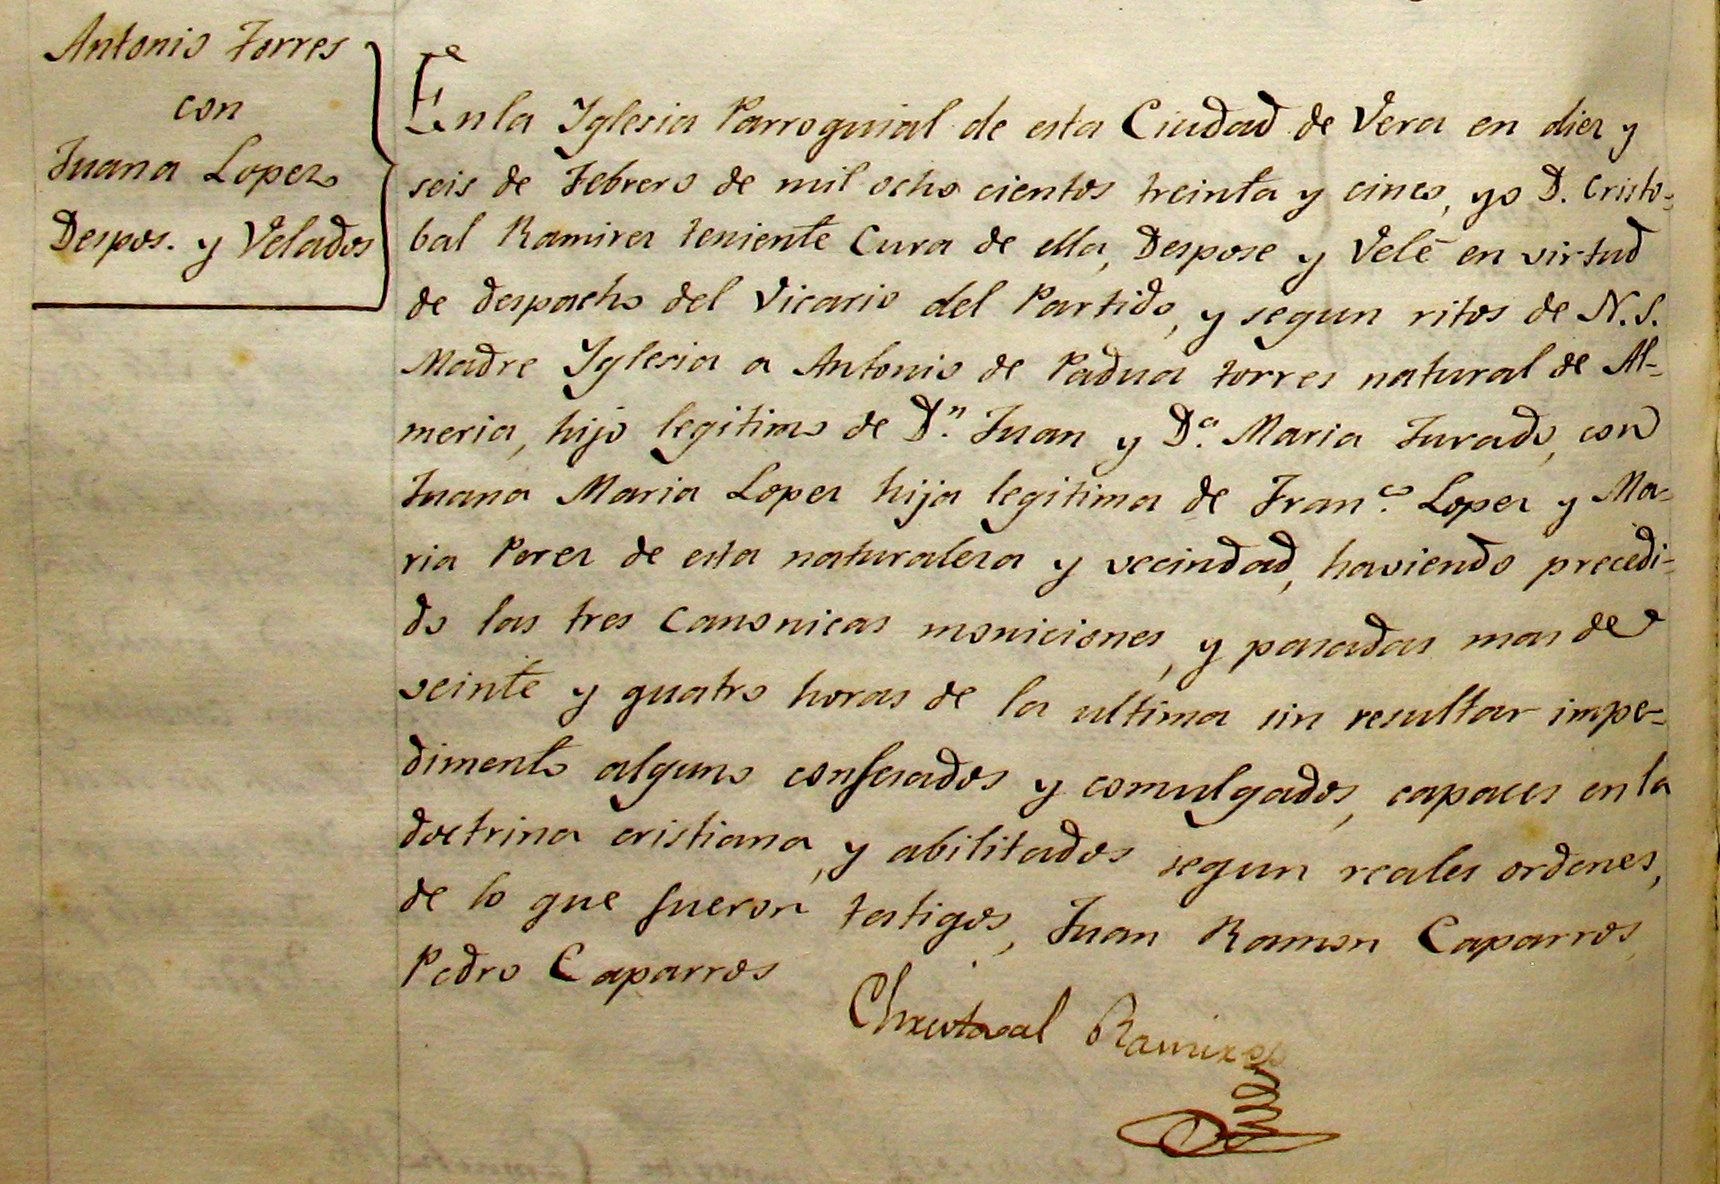 Antonio Torres
con
Juana Lopez
Despos. y Velados
En la Yglesia Parroquial de esta Ciudad de Vera en diez y
seis de Febrero de mil ocho cientos treinta y cinco, yo D. Cristo-
bal Ramirez teniente Cura de ella, Despose y Velé en virtud
de despacho del Vicario del Partido, y segun ritos de N. S.
Madre Yglesia a Antonio de Padua torres natural de Al-
meria, hijo legitimo de Dn. Juan y Da. Maria Jurado, con
Juana Maria Lopez hija legitima de Franco. Lopez y Ma-
ria Perez de esta naturaleza y vecindad, haviendo precedi-
do las tres canonicas moniciones, y pasadas mas de
veinte y quatro horas de la ultima sin resultar impe-
dimento alguno confesados y comulgados, capaces en la
doctrina cristiana, y abilitados segun reales ordenes,
de lo que fueron testigos, Juan Ramon Caparros,
Pedro Caparros
Christoval Ramirez